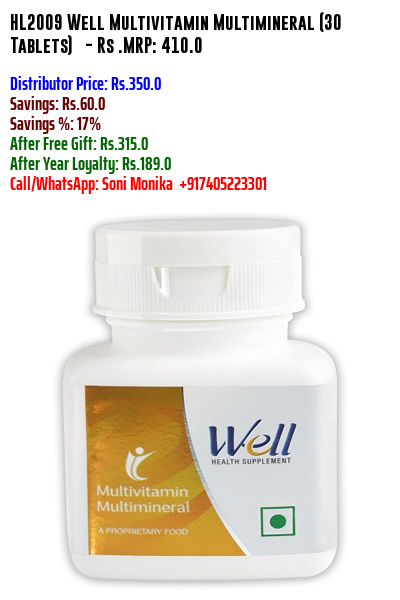 HL2009 Well Multivitamin Multimineral (30
Tablets) - Rs .MRP: 410.0
Distributor Price: Rs.350.0
Savings: Rs.60.0
Savings %: 17%
After Free Gift: Rs.315.0
After Year Loyalty: Rs.189.0
Call/WhatsApp: Soni Monika +917405223301
Well
HEALTH SUPPLEMENT
Multivitamin
Multimineral
A PROPRIETARY FOOD